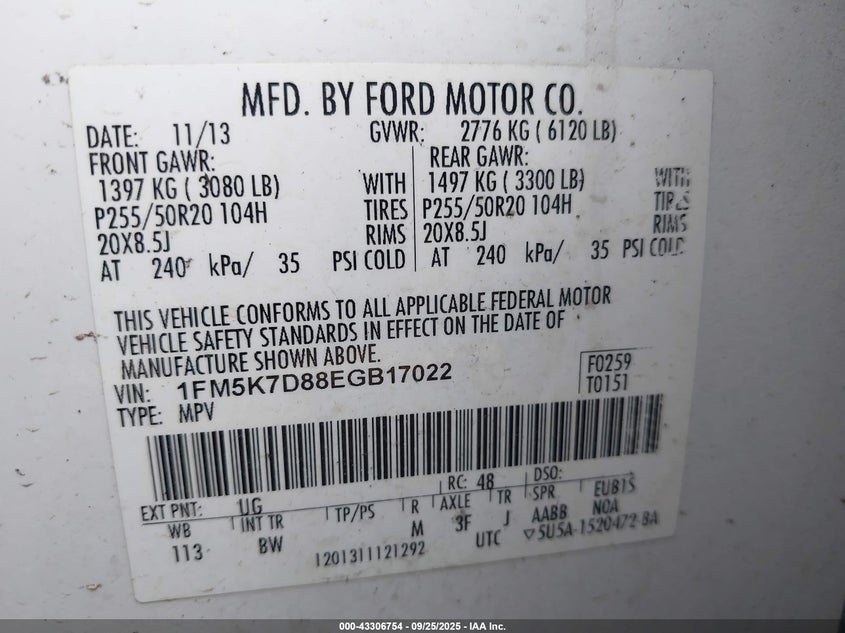 MFD. BY FORD MOTOR CO.
DATE: 11/13 GVWR: 2776 KG ( 6120 LB)
FRONT GAWR: REAR GAWR:
1397 KG ( 3080 LB) WITH 1497 KG ( 3300 LB) WITH
P255/50R20 104H TIRES P255/50R20 104H TIRES
20X8.5J RIMS 20X8.5J RIMS
AT 240 kPa/ 35 PSI COLD AT 240 kPa/ 35 PSI COLD
THIS VEHICLE CONFORMS TO ALL APPLICABLE FEDERAL MOTOR
VEHICLE SAFETY STANDARDS IN EFFECT ON THE DATE OF
MANUFACTURE SHOWN ABOVE.
VIN: 1FM5K7D88EGB17022 F0259
TYPE: MPV T0151
EXT PNT: UG RC: 48 DSO:
WB INT TR TP/PS R AXLE TR SPR EUB1S
113 BW M 3F J AABB NOA
1201311121292 UTC ▽5U5A-1520472-BA
000-43306754 - 09/25/2025 - IAA Inc.